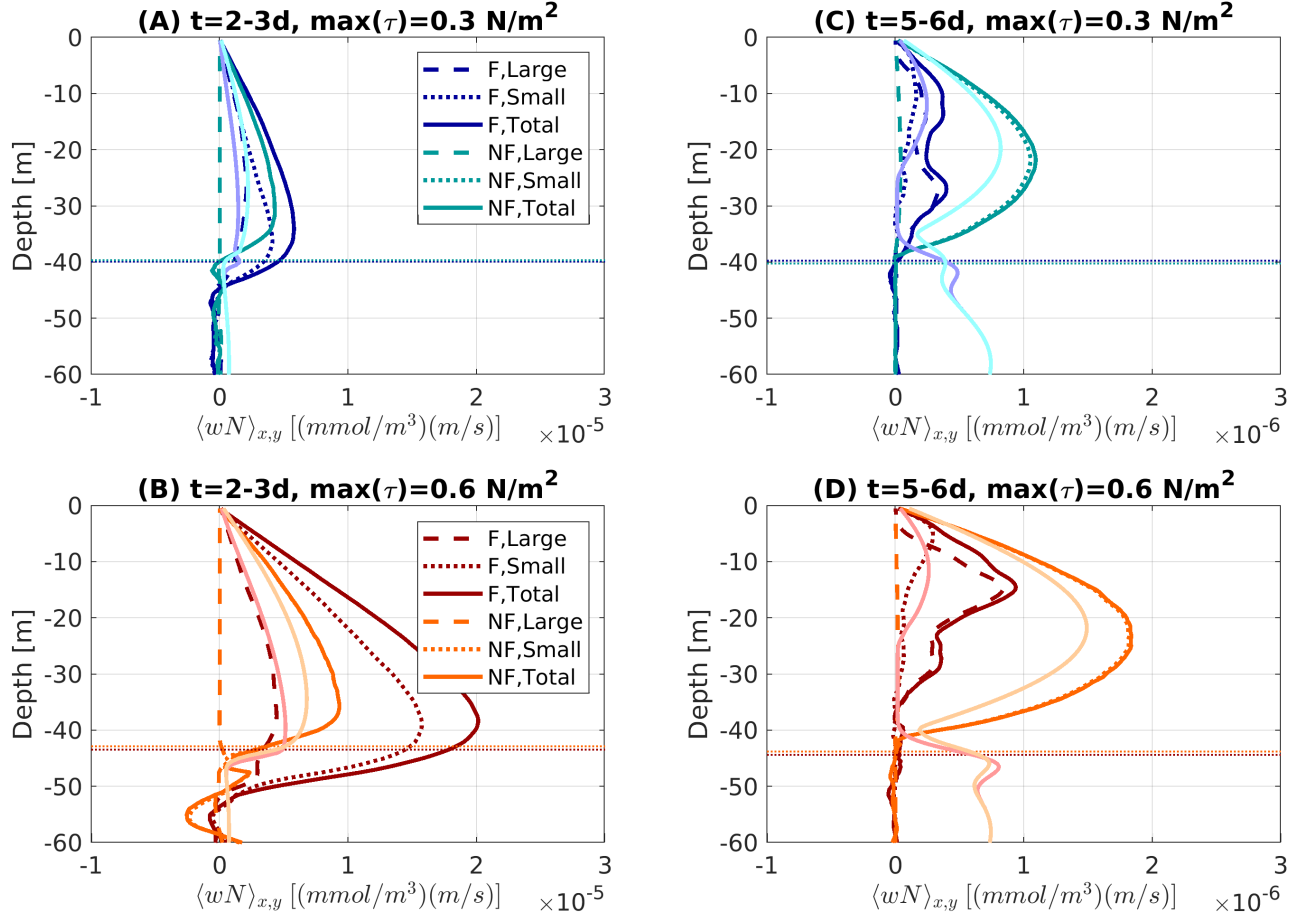 (A) t=2-3d, max(τ)=0.3 N/m²
0
-10
-20
-30
-40
-50
-60
Depth [m]
F,Large
F,Small
F,Total
NF,Large
NF,Small
NF,Total
-1 0 1 2 3
⟨wN⟩x,y [(mmol/m³)(m/s)]
×10⁻⁵
(C) t=5-6d, max(τ)=0.3 N/m²
0
-10
-20
-30
-40
-50
-60
Depth [m]
-1 0 1 2 3
⟨wN⟩x,y [(mmol/m³)(m/s)]
×10⁻⁶
(B) t=2-3d, max(τ)=0.6 N/m²
0
-10
-20
-30
-40
-50
-60
Depth [m]
F,Large
F,Small
F,Total
NF,Large
NF,Small
NF,Total
-1 0 1 2 3
⟨wN⟩x,y [(mmol/m³)(m/s)]
×10⁻⁵
(D) t=5-6d, max(τ)=0.6 N/m²
0
-10
-20
-30
-40
-50
-60
Depth [m]
-1 0 1 2 3
⟨wN⟩x,y [(mmol/m³)(m/s)]
×10⁻⁶